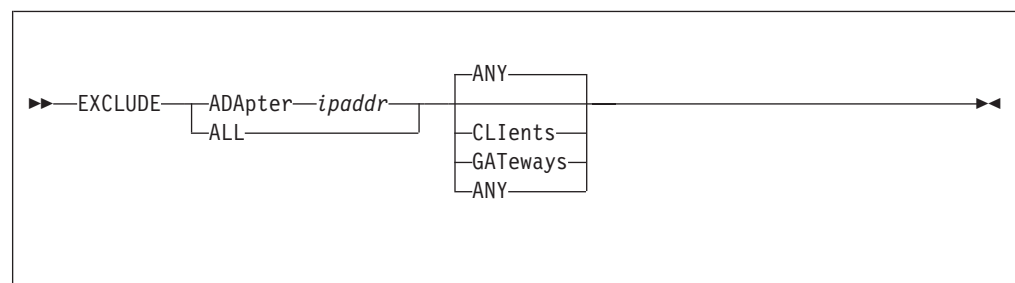 ANY
EXCLUDE ADApter ipaddr
ALL CLIents
GATeways
ANY